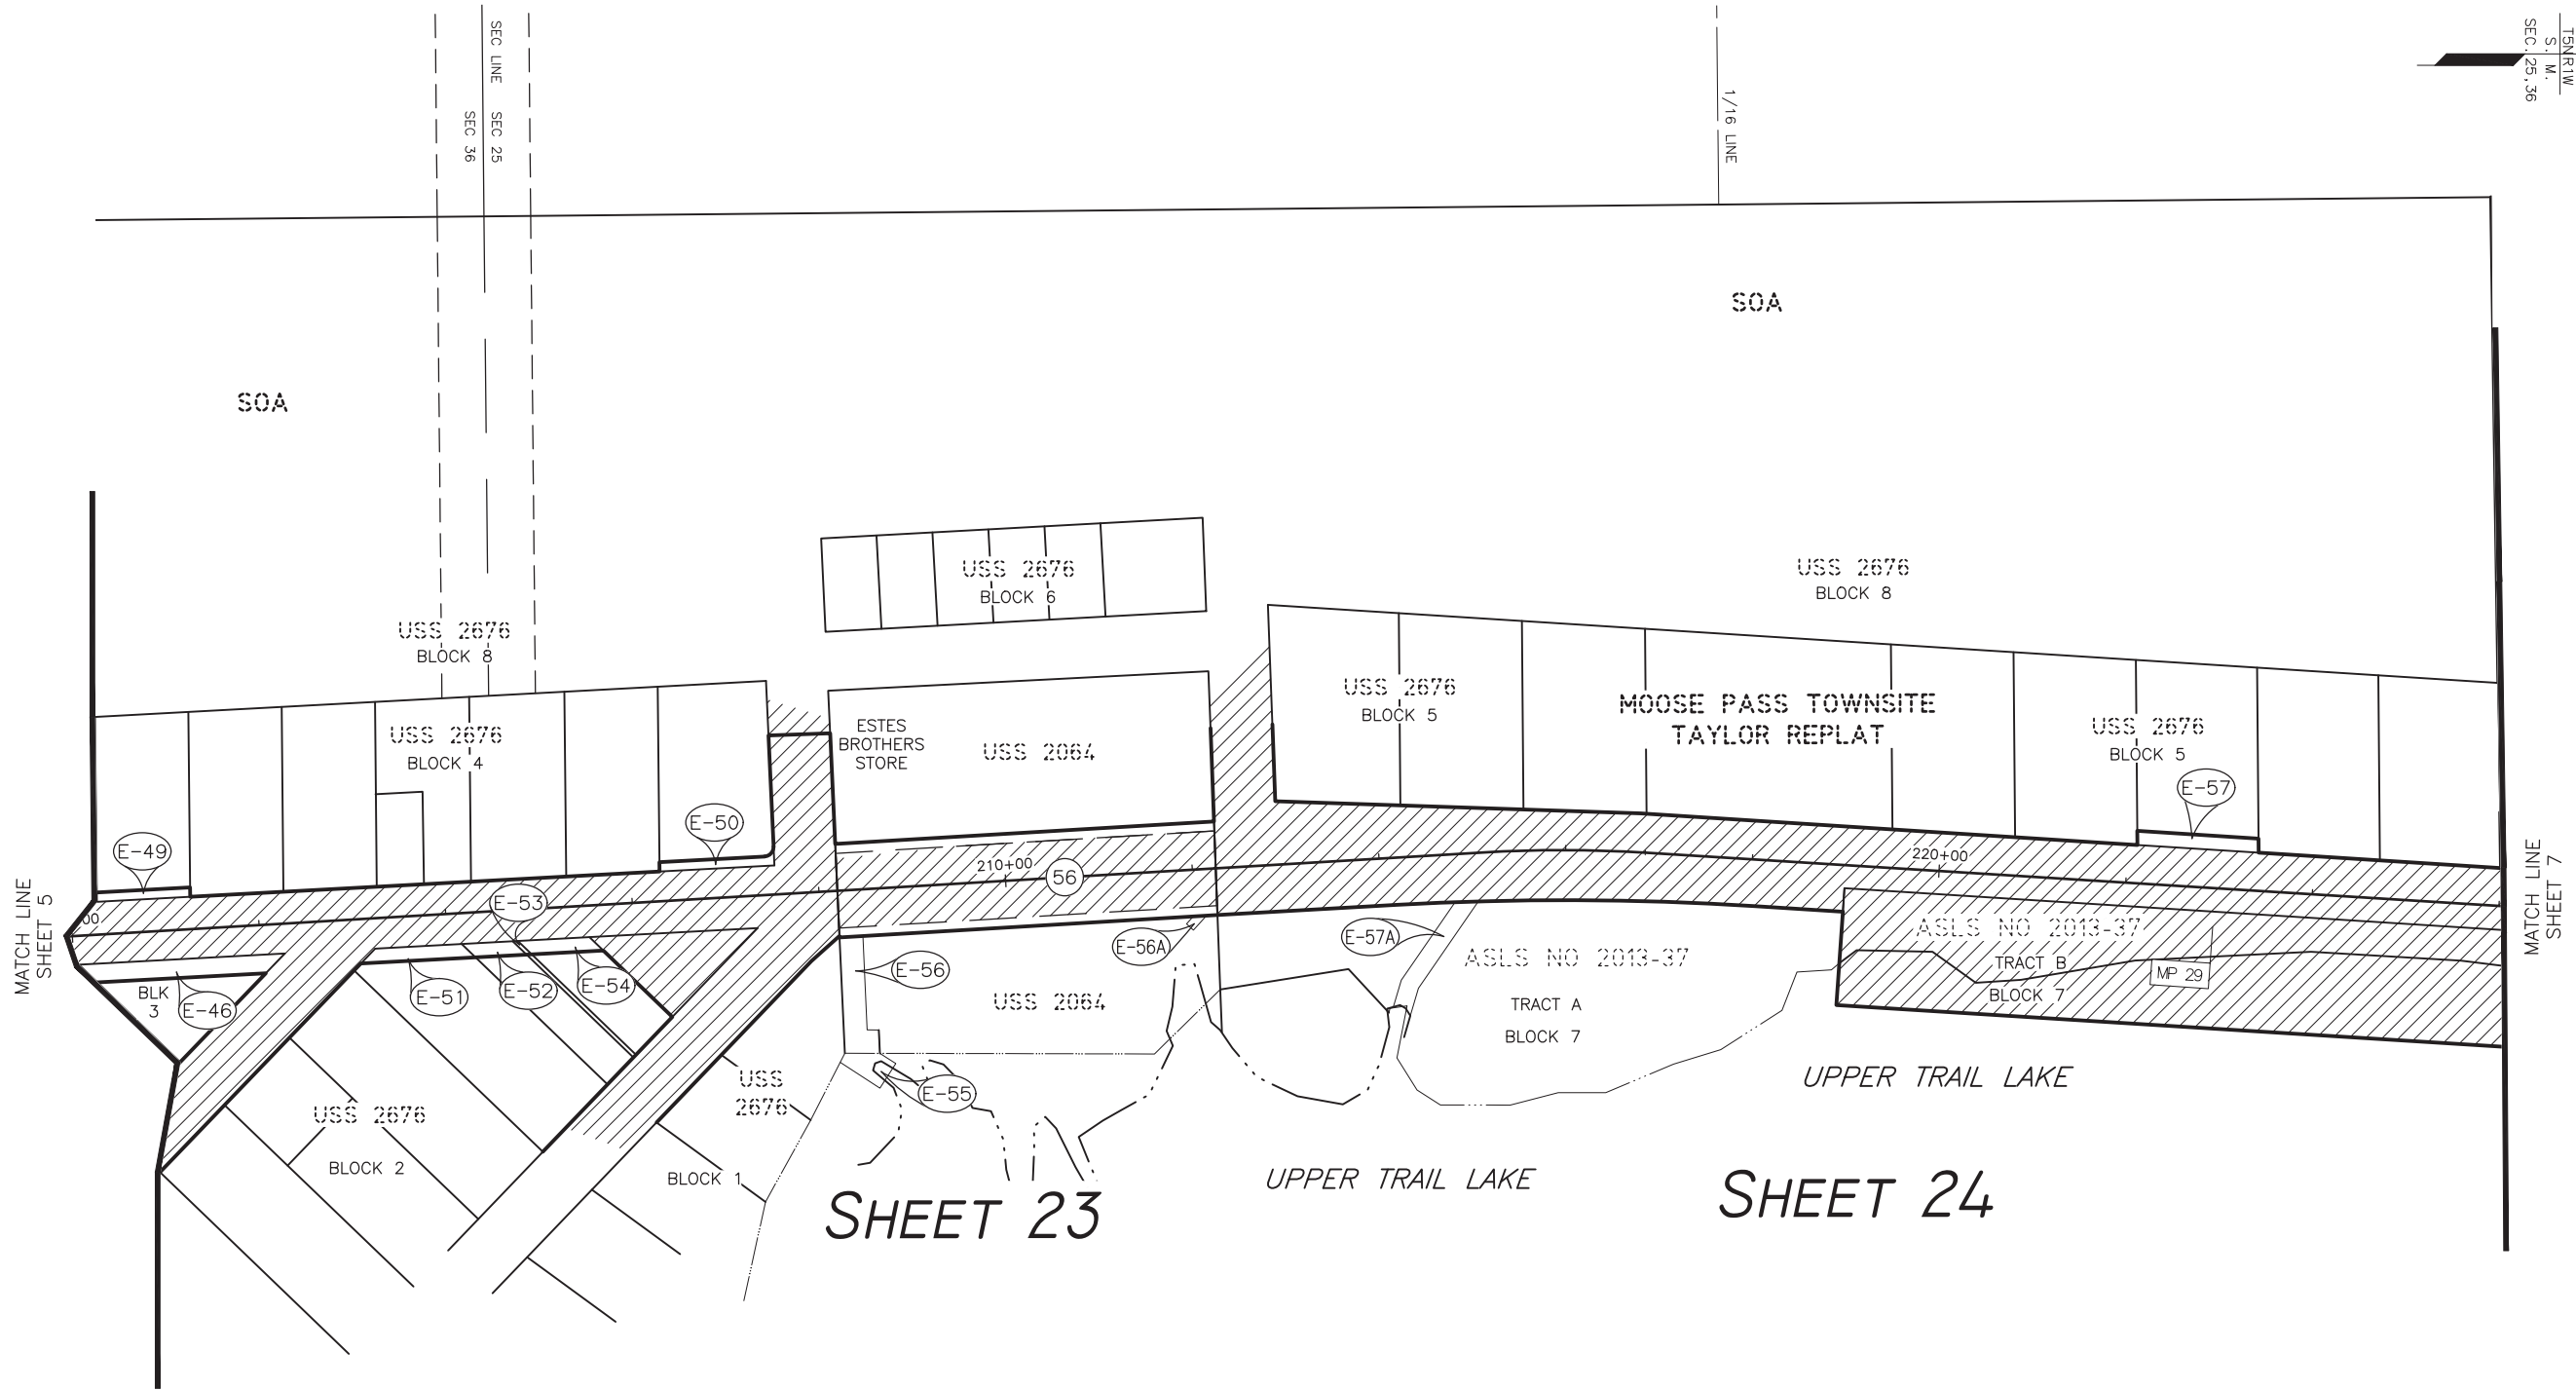 T5N R1W
S. M.
SEC. 25,36
SEC LINE
SEC 25
SEC 36
1/16 LINE
SOA
SOA
USS 2676
BLOCK 6
USS 2676
BLOCK 8
USS 2676
BLOCK 8
USS 2676
BLOCK 4
ESTES
BROTHERS
STORE
USS 2064
USS 2676
BLOCK 5
MOOSE PASS TOWNSITE
TAYLOR REPLAT
USS 2676
BLOCK 5
E-57
E-49
E-50
MATCH LINE
SHEET 5
00
E-53
210+00
56
220+00
MATCH LINE
SHEET 7
BLK
3
E-46
E-51
E-52
E-54
E-56
E-56A
E-57A
USS 2064
ASLS NO 2013-37
TRACT A
BLOCK 7
ASLS NO 2013-37
TRACT B
BLOCK 7
MP 29
E-55
USS
2676
BLOCK 1
USS 2676
BLOCK 2
UPPER TRAIL LAKE
UPPER TRAIL LAKE
SHEET 23
SHEET 24